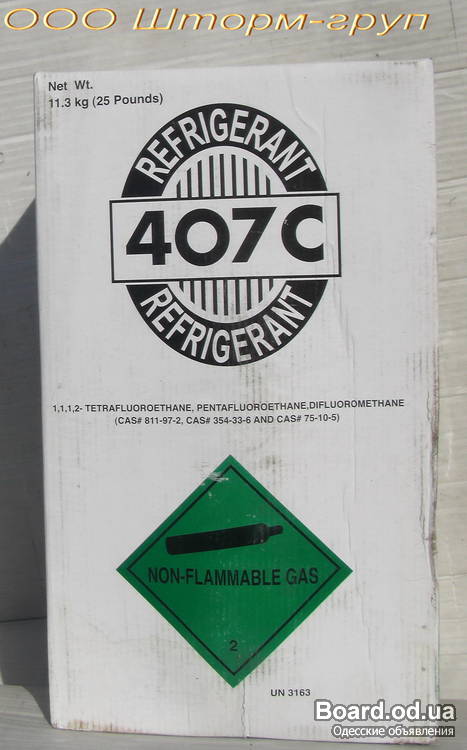 ООО Шторм-груп
Net Wt.
11.3 kg (25 Pounds)
REFRIGERANT
407C
REFRIGERANT
1,1,1,2- TETRAFLUOROETHANE, PENTAFLUOROETHANE,DIFLUOROMETHANE
(CAS# 811-97-2, CAS# 354-33-6 AND CAS# 75-10-5)
NON-FLAMMABLE GAS
2
UN 3163
Board.od.ua
Одесские объявления